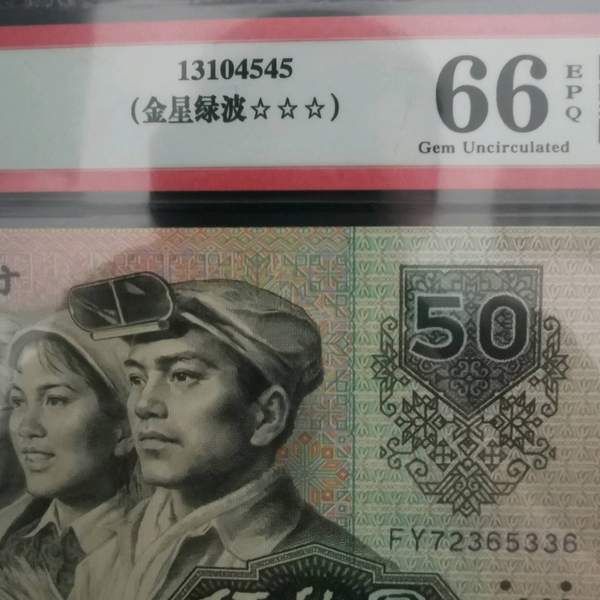 13104545
(金星绿波☆☆☆)
66
EPQ
Gem Uncirculated
50
FY72365336